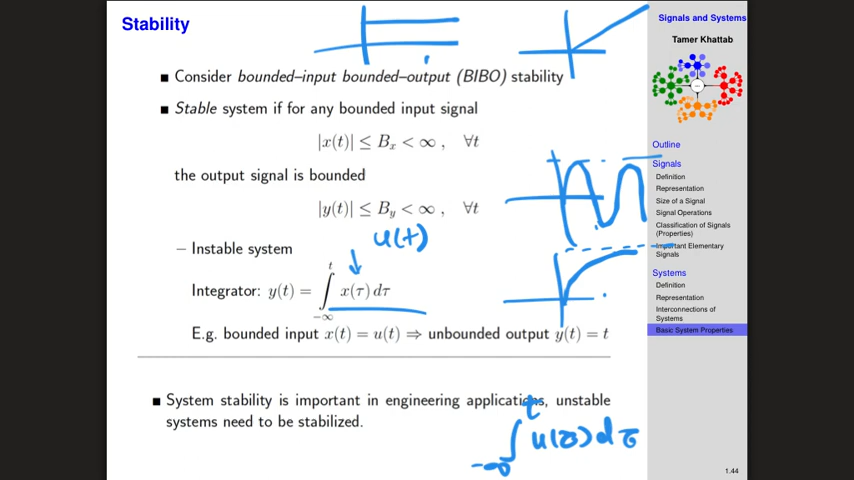 Stability
Signals and Systems
Tamer Khattab
■ Consider bounded–input bounded–output (BIBO) stability
■ Stable system if for any bounded input signal
|x(t)| ≤ Bₓ < ∞ , ∀t
the output signal is bounded
|y(t)| ≤ B_y < ∞ , ∀t
u(t)
– Instable system
Integrator: y(t) = ∫_{-∞}^{t} x(τ) dτ
E.g. bounded input x(t) = u(t) ⇒ unbounded output y(t) = t
■ System stability is important in engineering applications, unstable
systems need to be stabilized.
∫_{-∞}^{t} u(τ) dτ
Outline
Signals
Definition
Representation
Size of a Signal
Signal Operations
Classification of Signals
(Properties)
Important Elementary
Signals
Systems
Definition
Representation
Interconnections of
Systems
Basic System Properties
1.44